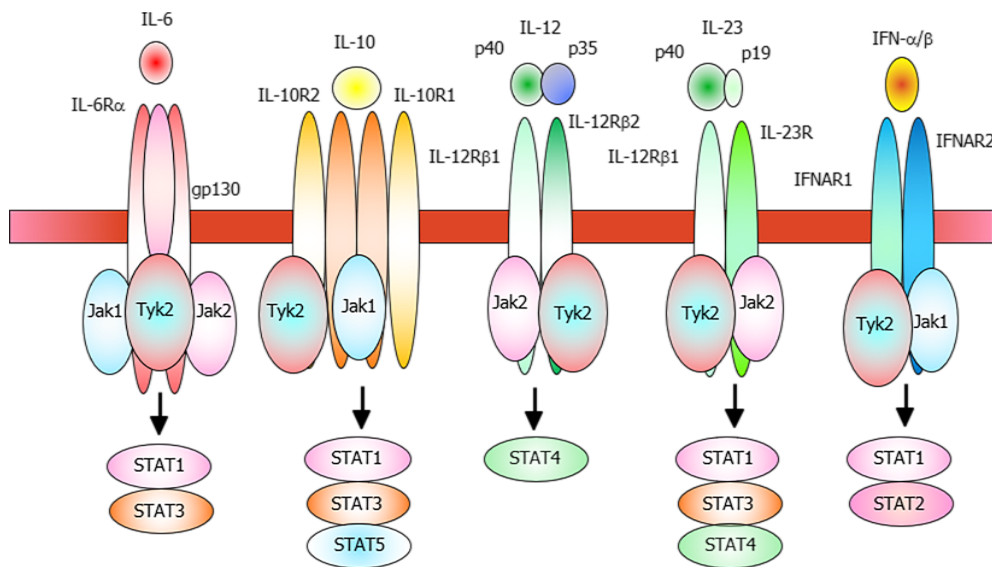 IL-6
IL-6Rα
gp130
Jak1
Tyk2
Jak2
STAT1
STAT3
IL-10
IL-10R2
IL-10R1
Tyk2
Jak1
STAT1
STAT3
STAT5
IL-12
p40
p35
IL-12Rβ1
IL-12Rβ2
Jak2
Tyk2
STAT4
IL-23
p40
p19
IL-12Rβ1
IL-23R
Tyk2
Jak2
STAT1
STAT3
STAT4
IFN-α/β
IFNAR1
IFNAR2
Tyk2
Jak1
STAT1
STAT2